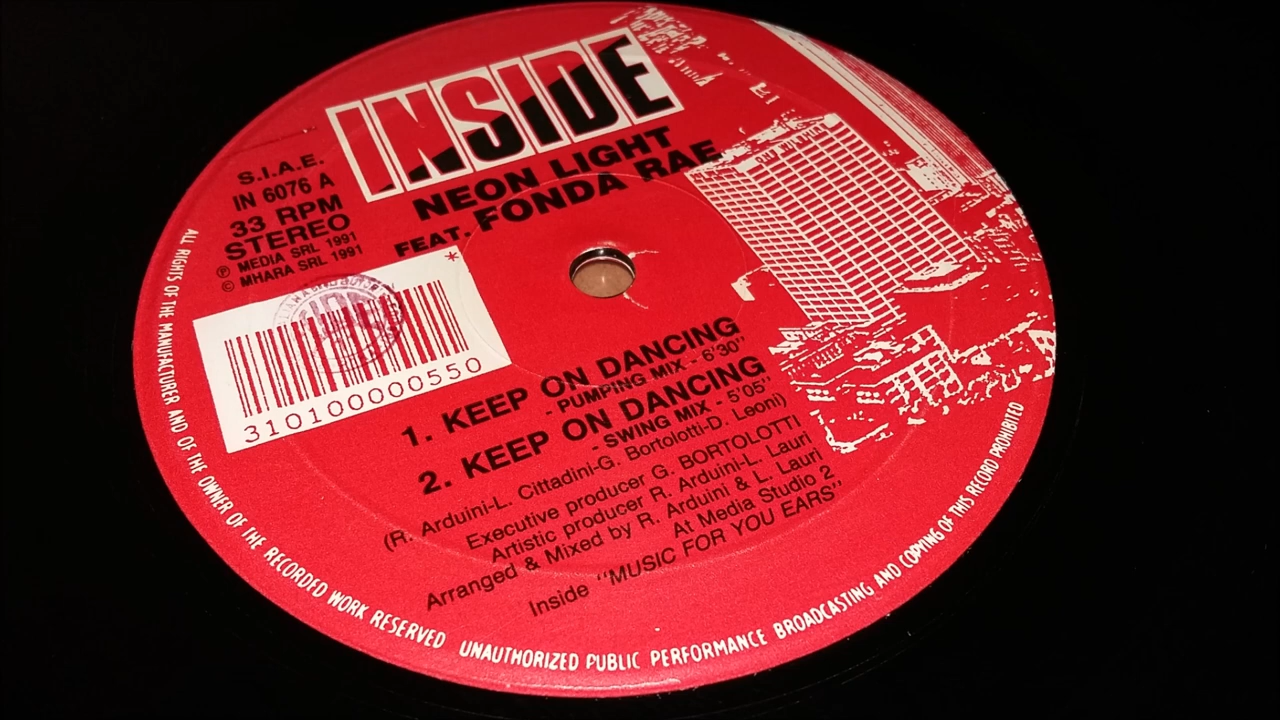 INSIDE
NEON LIGHT
FEAT. FONDA RAE
S.I.A.E.
IN 6076 A
33 RPM
STEREO
℗ MEDIA SRL 1991
© MHARA SRL 1991
*
310100000550
1. KEEP ON DANCING
- PUMPING MIX - 6'30"
2. KEEP ON DANCING
- SWING MIX - 5'05"
(R. Arduini-L. Cittadini-G. Bortolotti-D. Leoni)
Executive producer G. BORTOLOTTI
Artistic producer R. Arduini-L. Lauri
Arranged & Mixed by R. Arduini & L. Lauri
At Media Studio 2
Inside "MUSIC FOR YOU EARS"
ALL RIGHTS OF THE MANUFACTURER AND OF THE OWNER OF THE RECORDED WORK RESERVED UNAUTHORIZED PUBLIC PERFORMANCE BROADCASTING AND COPYING OF THIS RECORD PROHIBITED